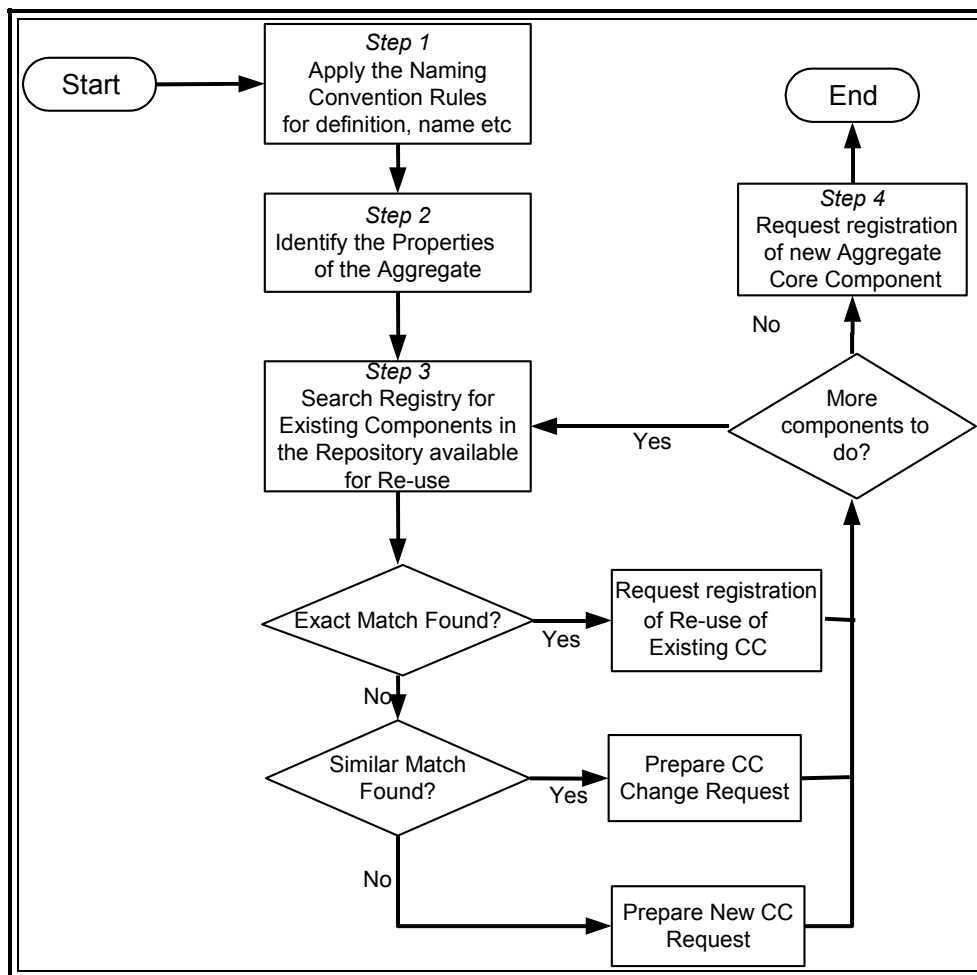 Start
Step 1
Apply the Naming
Convention Rules
for definition, name etc
Step 2
Identify the Properties
of the Aggregate
Step 3
Search Registry for
Existing Components in
the Repository available
for Re-use
Exact Match Found?
Yes
Request registration
of Re-use of
Existing CC
No
Similar Match
Found?
Yes
Prepare CC
Change Request
No
Prepare New CC
Request
More
components to
do?
Yes
No
Step 4
Request registration
of new Aggregate
Core Component
End